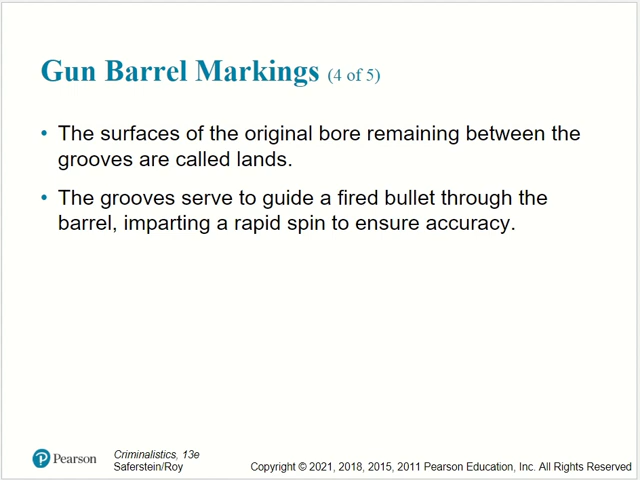 Gun Barrel Markings (4 of 5)
• The surfaces of the original bore remaining between the
grooves are called lands.
• The grooves serve to guide a fired bullet through the
barrel, imparting a rapid spin to ensure accuracy.
Pearson
Criminalistics, 13e
Saferstein/Roy
Copyright © 2021, 2018, 2015, 2011 Pearson Education, Inc. All Rights Reserved